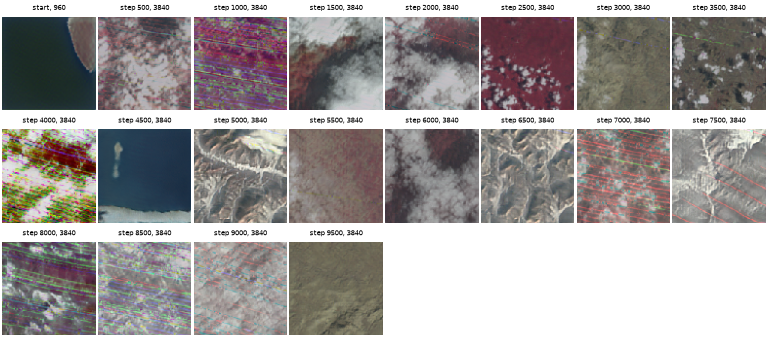 start, 960
step 500, 3840
step 1000, 3840
step 1500, 3840
step 2000, 3840
step 2500, 3840
step 3000, 3840
step 3500, 3840
step 4000, 3840
step 4500, 3840
step 5000, 3840
step 5500, 3840
step 6000, 3840
step 6500, 3840
step 7000, 3840
step 7500, 3840
step 8000, 3840
step 8500, 3840
step 9000, 3840
step 9500, 3840